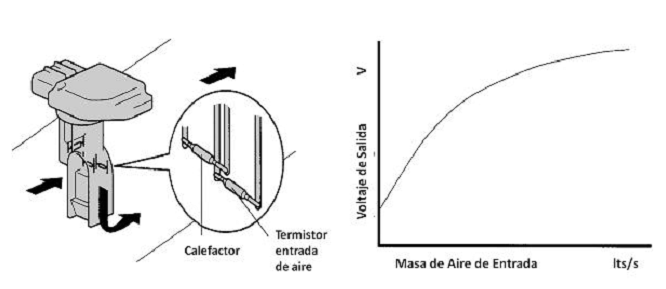 Calefactor
Termistor
entrada
de aire
Voltaje de Salida
V
Masa de Aire de Entrada
lts/s